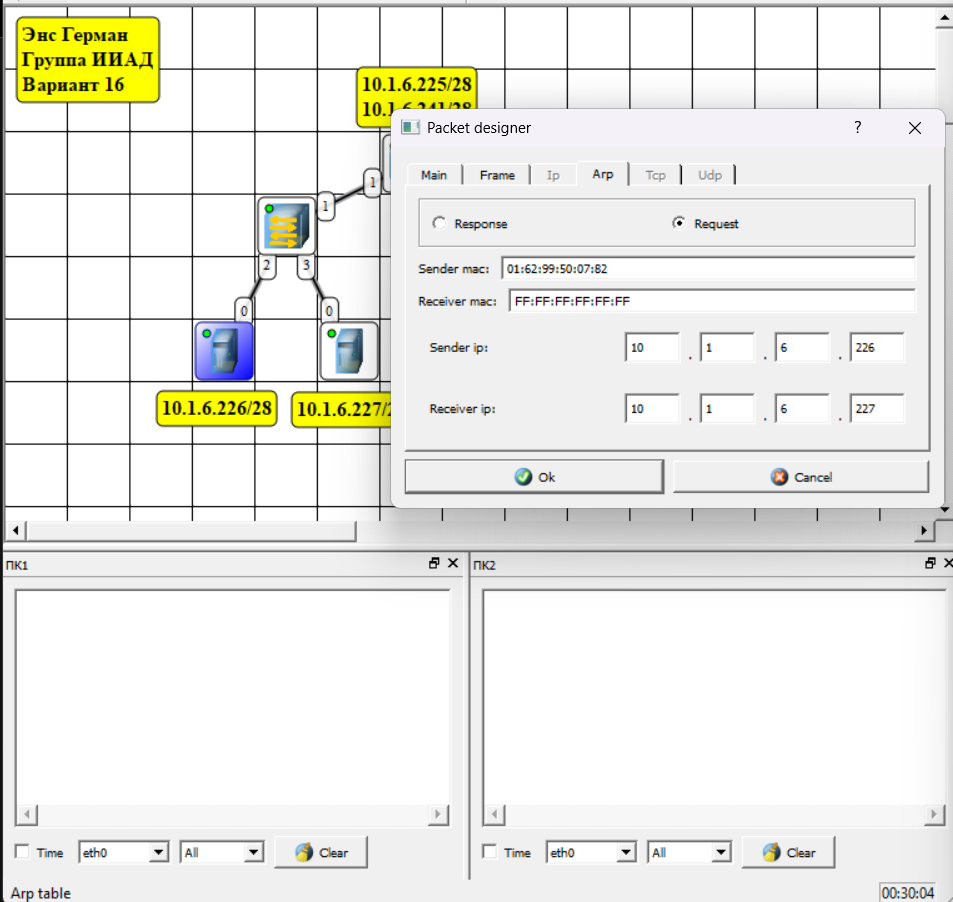 Энс Герман
Группа ИИАД
Вариант 16
10.1.6.225/28
10.1.6.241/28
Packet designer
?
Main
Frame
Ip
Arp
Tcp
Udp
Response
Request
Sender mac:
01:62:99:50:07:82
Receiver mac:
FF:FF:FF:FF:FF:FF
Sender ip:
10 . 1 . 6 . 226
Receiver ip:
10 . 1 . 6 . 227
Ok
Cancel
1
1
2
3
0
0
10.1.6.226/28
10.1.6.227/2
ПК1
ПК2
Time
eth0
All
Clear
Time
eth0
All
Clear
Arp table
00:30:04